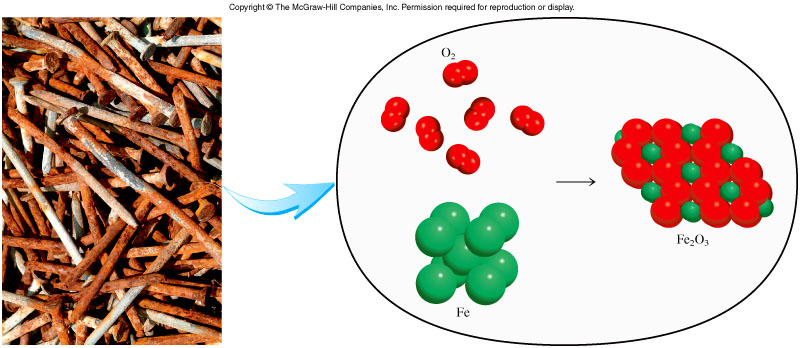 Copyright © The McGraw-Hill Companies, Inc. Permission required for reproduction or display.
O₂
Fe₂O₃
Fe